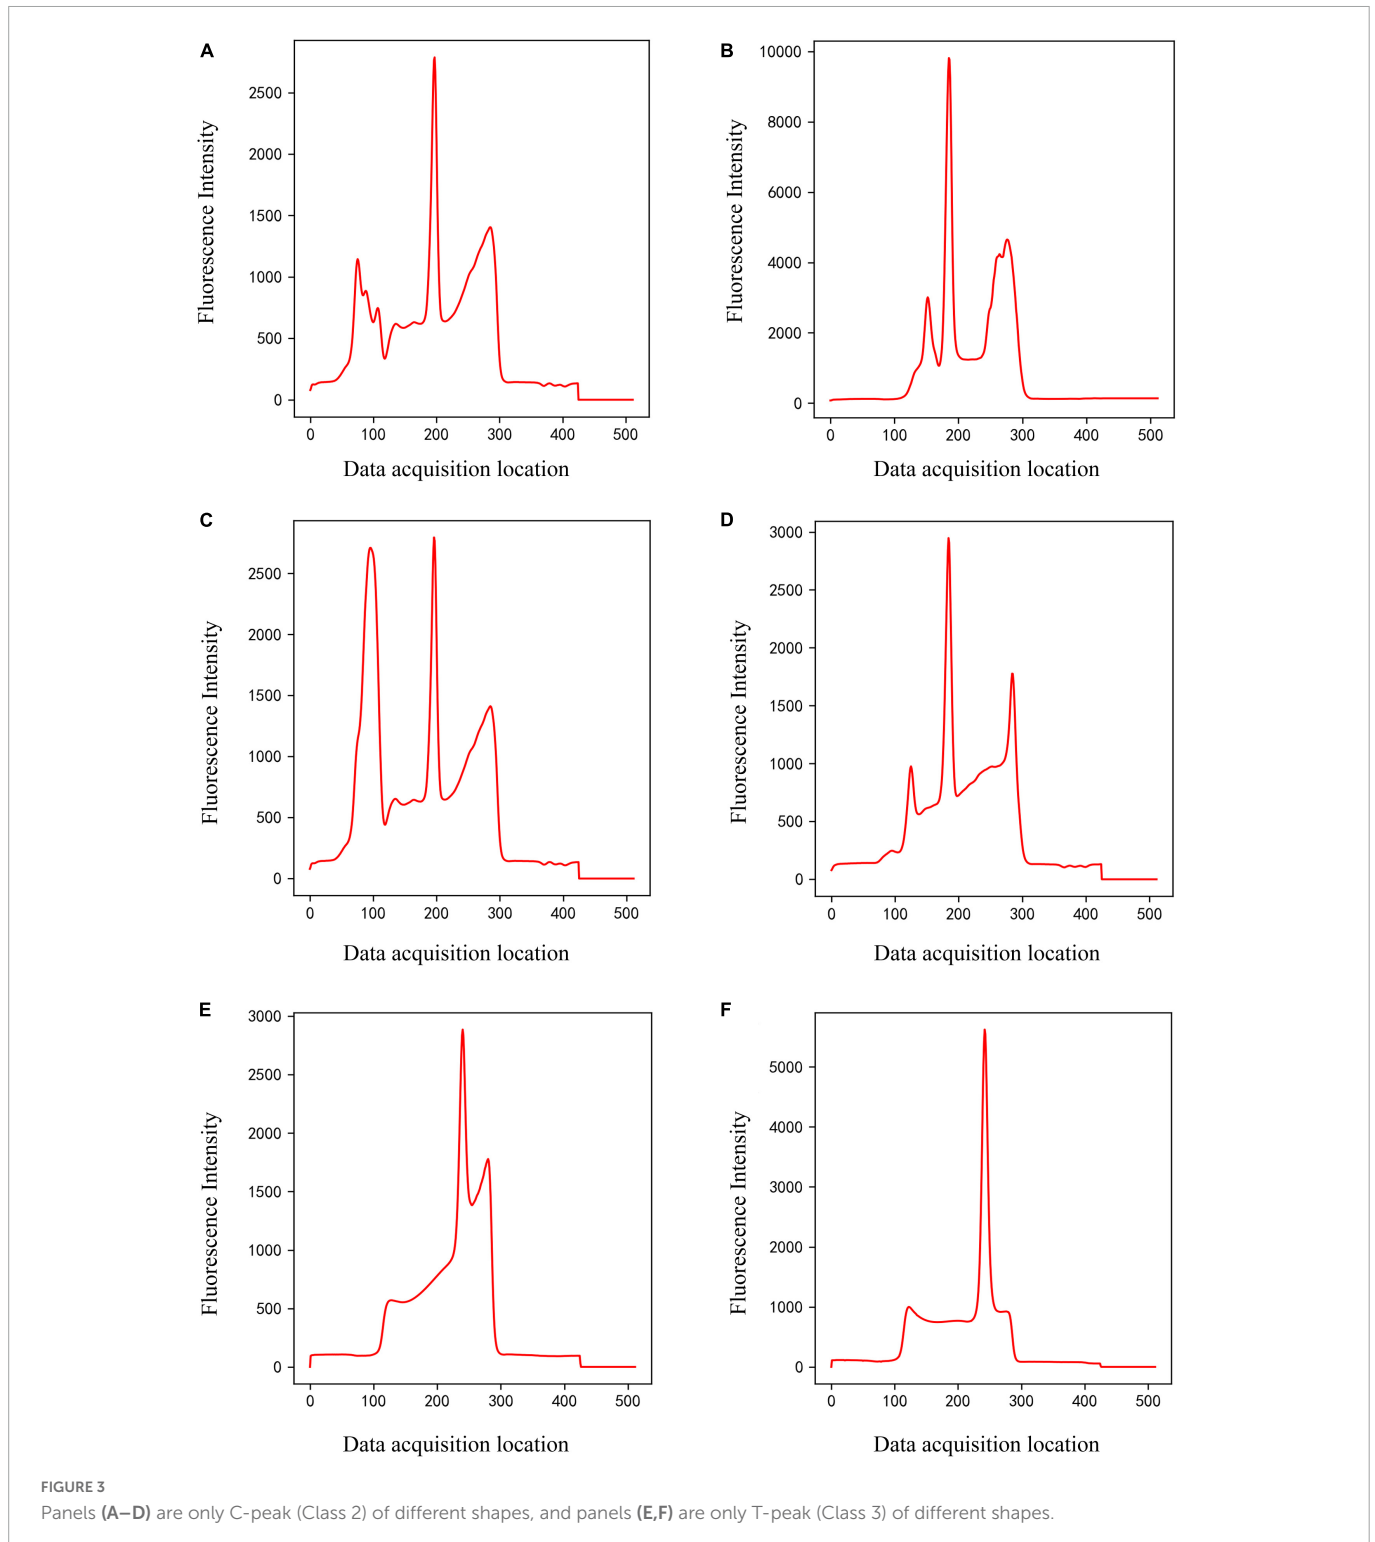 A
Fluorescence Intensity
2500
2000
1500
1000
500
0
0 100 200 300 400 500
Data acquisition location
B
Fluorescence Intensity
10000
8000
6000
4000
2000
0
0 100 200 300 400 500
Data acquisition location
C
Fluorescence Intensity
2500
2000
1500
1000
500
0
0 100 200 300 400 500
Data acquisition location
D
Fluorescence Intensity
3000
2500
2000
1500
1000
500
0
0 100 200 300 400 500
Data acquisition location
E
Fluorescence Intensity
3000
2500
2000
1500
1000
500
0
0 100 200 300 400 500
Data acquisition location
F
Fluorescence Intensity
5000
4000
3000
2000
1000
0
0 100 200 300 400 500
Data acquisition location
FIGURE 3
Panels (A–D) are only C-peak (Class 2) of different shapes, and panels (E,F) are only T-peak (Class 3) of different shapes.